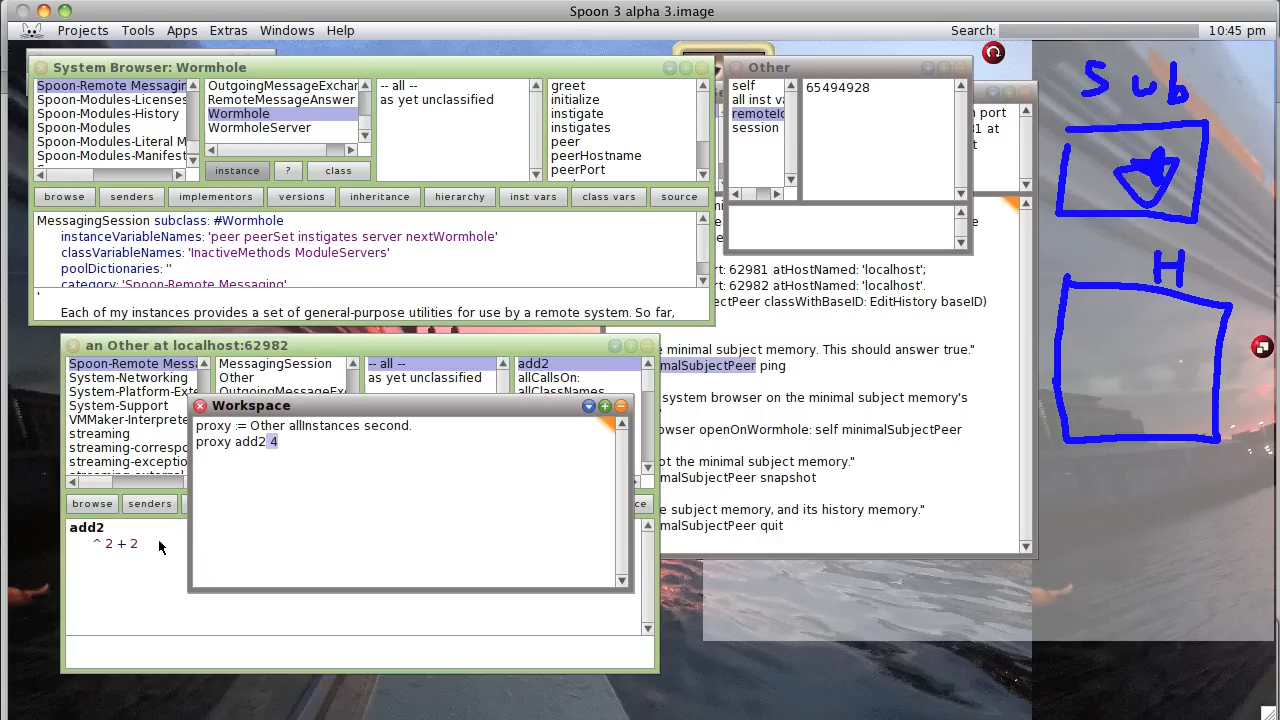 Spoon 3 alpha 3.image
Projects Tools Apps Extras Windows Help Search: 10:45 pm
System Browser: Wormhole
Spoon-Remote Messagin
Spoon-Modules-Licenses
Spoon-Modules-History
Spoon-Modules
Spoon-Modules-Literal M
Spoon-Modules-Manifest
OutgoingMessageExchar
RemoteMessageAnswer
Wormhole
WormholeServer
instance ? class
-- all --
as yet unclassified
greet
initialize
instigate
instigates
peer
peerHostname
peerPort
browse senders implementors versions inheritance hierarchy inst vars class vars source
MessagingSession subclass: #Wormhole
instanceVariableNames: 'peer peerSet instigates server nextWormhole'
classVariableNames: 'InactiveMethods ModuleServers'
poolDictionaries: ''
category: 'Spoon-Remote Messaging'
'
Each of my instances provides a set of general-purpose utilities for use by a remote system. So far,
Other
self
all inst va
remoteId
session
65494928
n port
31 at
t
rt: 62981 atHostNamed: 'localhost';
rt: 62982 atHostNamed: 'localhost'.
jectPeer classWithBaseID: EditHistory baseID)
e minimal subject memory. This should answer true."
malSubjectPeer ping
system browser on the minimal subject memory's
owser openOnWormhole: self minimalSubjectPeer
ot the minimal subject memory."
malSubjectPeer snapshot
e subject memory, and its history memory."
malSubjectPeer quit
an Other at localhost:62982
Spoon-Remote Messa
System-Networking
System-Platform-Exte
System-Support
VMMaker-Interprete
streaming
streaming-correspo
streaming-exceptio
MessagingSession
Other
OutgoingMessageExc
-- all --
as yet unclassified
add2
allCallsOn:
allClassNames
browse senders ce
add2
^ 2 + 2
Workspace
proxy := Other allInstances second.
proxy add2 4
Sub
H